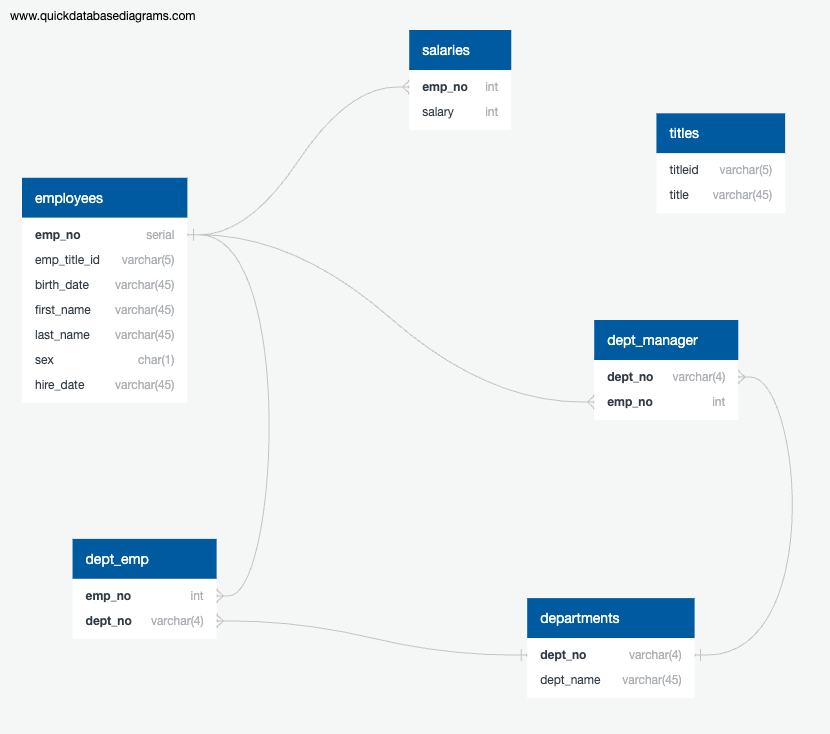 www.quickdatabasediagrams.com
salaries
emp_no int
salary int
titles
titleid varchar(5)
title varchar(45)
employees
emp_no serial
emp_title_id varchar(5)
birth_date varchar(45)
first_name varchar(45)
last_name varchar(45)
sex char(1)
hire_date varchar(45)
dept_manager
dept_no varchar(4)
emp_no int
dept_emp
emp_no int
dept_no varchar(4)
departments
dept_no varchar(4)
dept_name varchar(45)